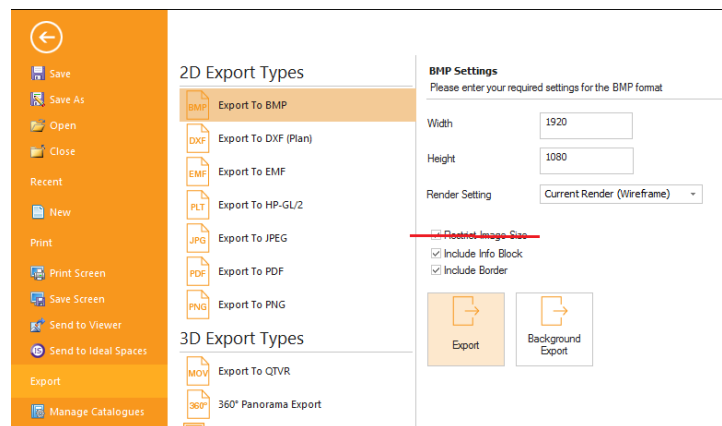 Save
Save As
Open
Close
Recent
New
Print
Print Screen
Save Screen
Send to Viewer
IS Send to Ideal Spaces
Export
Manage Catalogues
2D Export Types
BMP Export To BMP
DXF Export To DXF (Plan)
EMF Export To EMF
PLT Export To HP-GL/2
JPG Export To JPEG
PDF Export To PDF
PNG Export To PNG
3D Export Types
MOV Export To QTVR
360° 360° Panorama Export
BMP Settings
Please enter your required settings for the BMP format
Width 1920
Height 1080
Render Setting Current Render (Wireframe)
Restrict Image Size
Include Info Block
Include Border
Export
Background
Export